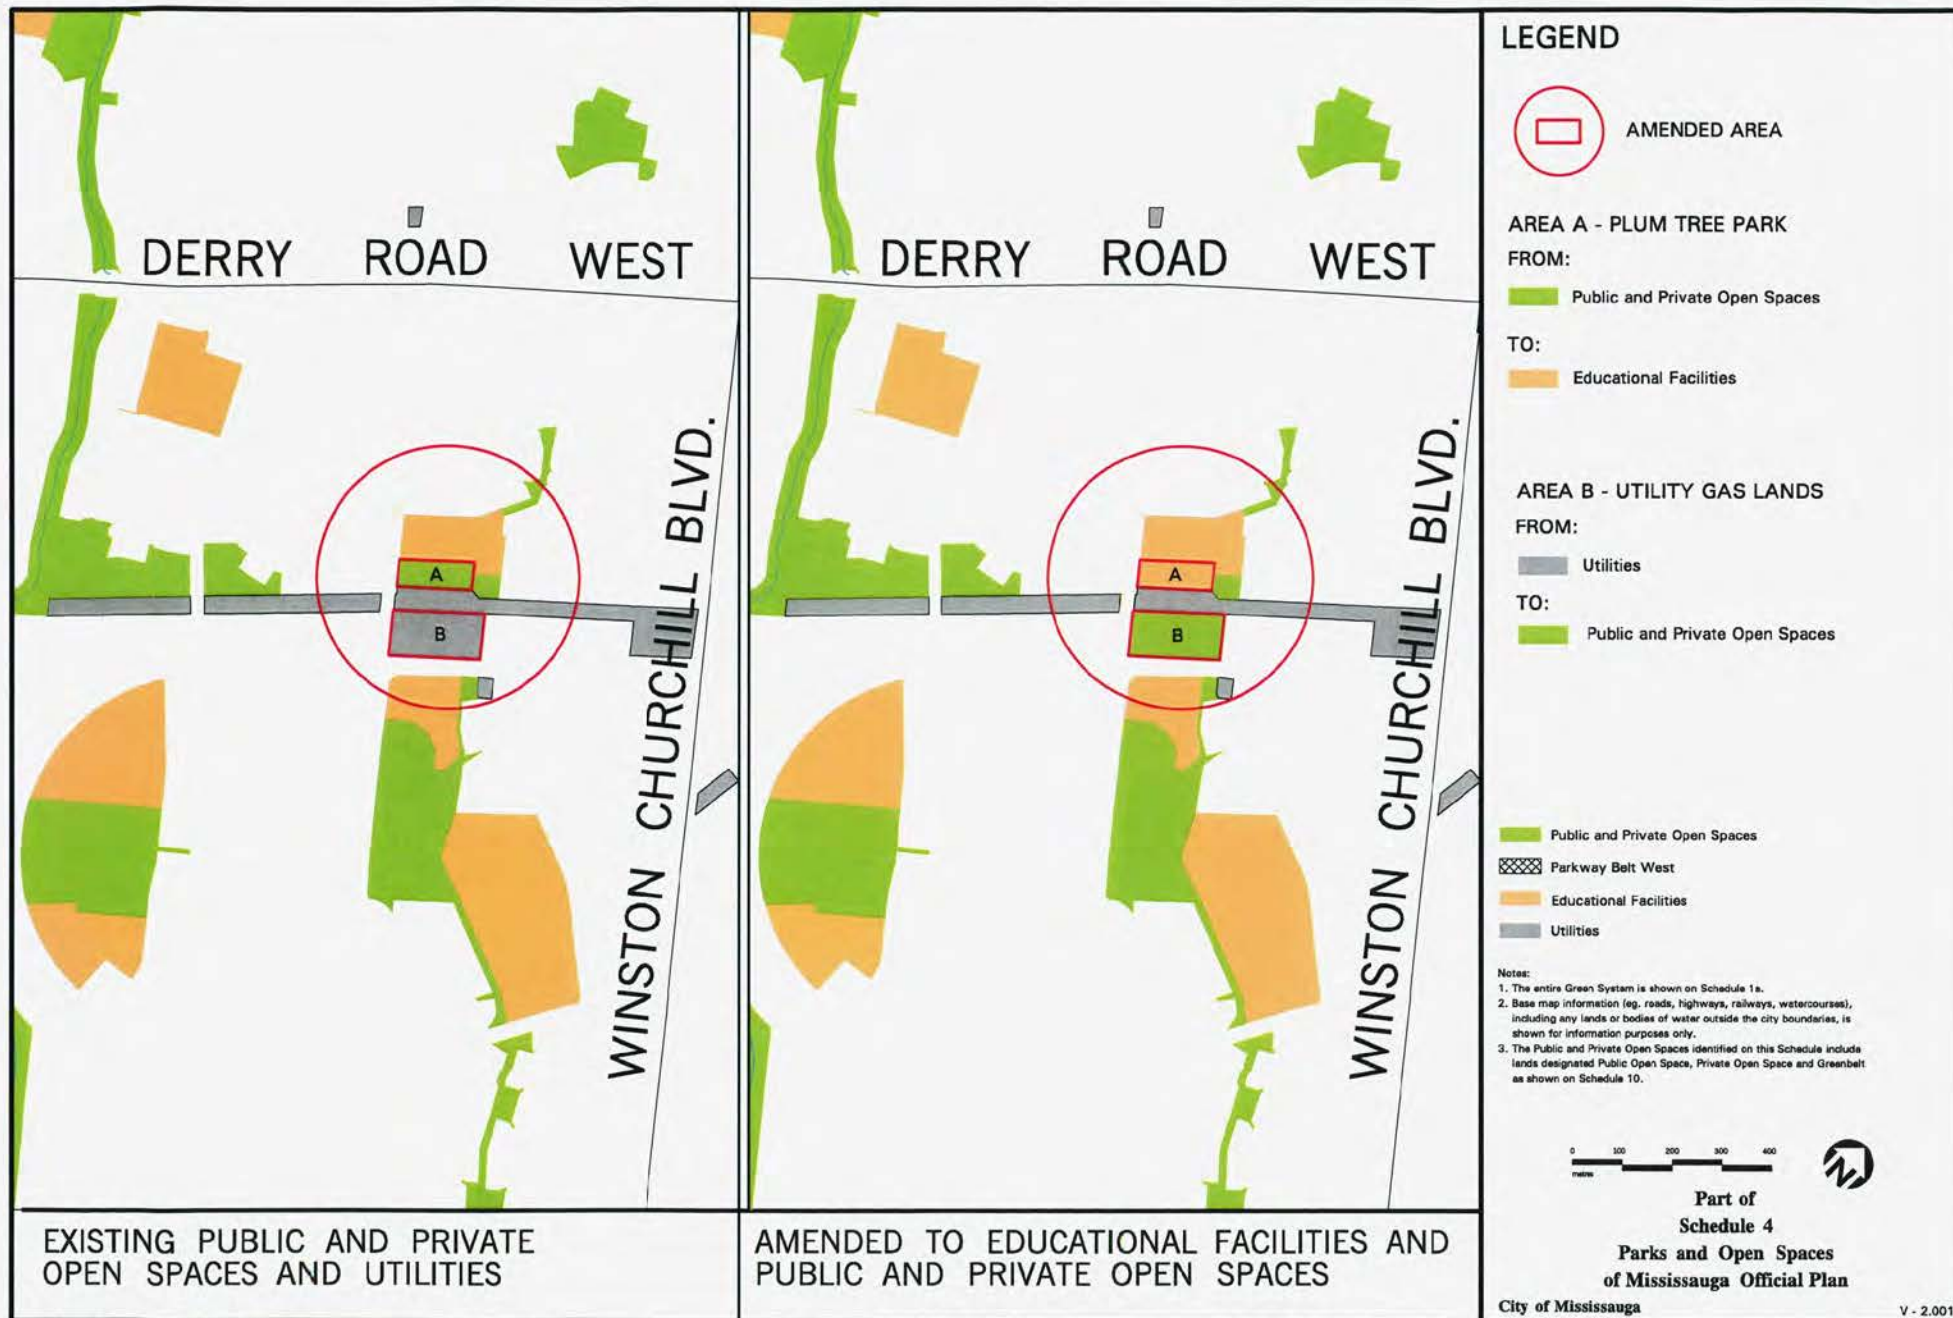 DERRY ROAD WEST
WINSTON CHURCHILL BLVD.
A
B
EXISTING PUBLIC AND PRIVATE
OPEN SPACES AND UTILITIES
DERRY ROAD WEST
WINSTON CHURCHILL BLVD.
A
B
AMENDED TO EDUCATIONAL FACILITIES AND
PUBLIC AND PRIVATE OPEN SPACES
LEGEND
AMENDED AREA
AREA A - PLUM TREE PARK
FROM:
Public and Private Open Spaces
TO:
Educational Facilities
AREA B - UTILITY GAS LANDS
FROM:
Utilities
TO:
Public and Private Open Spaces
Public and Private Open Spaces
Parkway Belt West
Educational Facilities
Utilities
Notes:
1. The entire Green System is shown on Schedule 1a.
2. Base map information (eg. roads, highways, railways, watercourses),
including any lands or bodies of water outside the city boundaries, is
shown for information purposes only.
3. The Public and Private Open Spaces identified on this Schedule include
lands designated Public Open Space, Private Open Space and Greenbelt
as shown on Schedule 10.
0 100 200 300 400
metres
N
Part of
Schedule 4
Parks and Open Spaces
of Mississauga Official Plan
City of Mississauga
V - 2.001